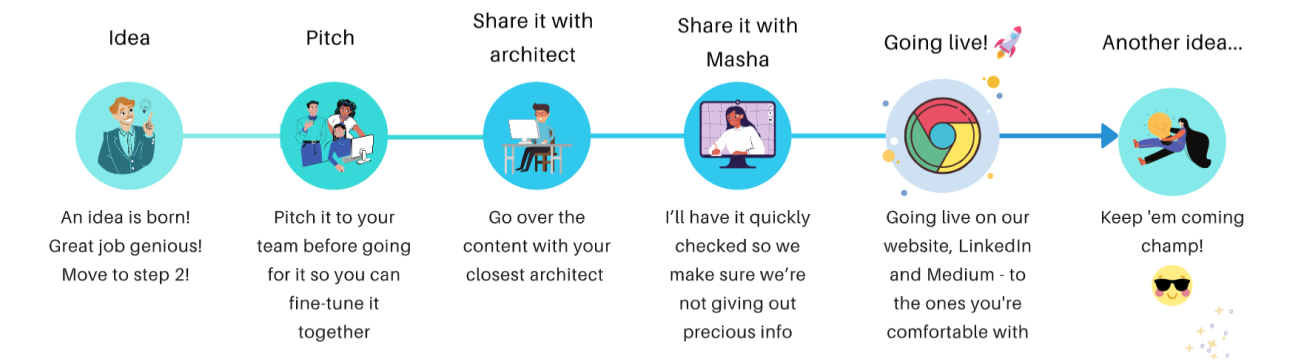 Idea
An idea is born!
Great job genious!
Move to step 2!
Pitch
Pitch it to your
team before going
for it so you can
fine-tune it
together
Share it with
architect
Go over the
content with your
closest architect
Share it with
Masha
I’ll have it quickly
checked so we
make sure we’re
not giving out
precious info
Going live!
Going live on our
website, LinkedIn
and Medium - to
the ones you're
comfortable with
Another idea...
Keep 'em coming
champ!